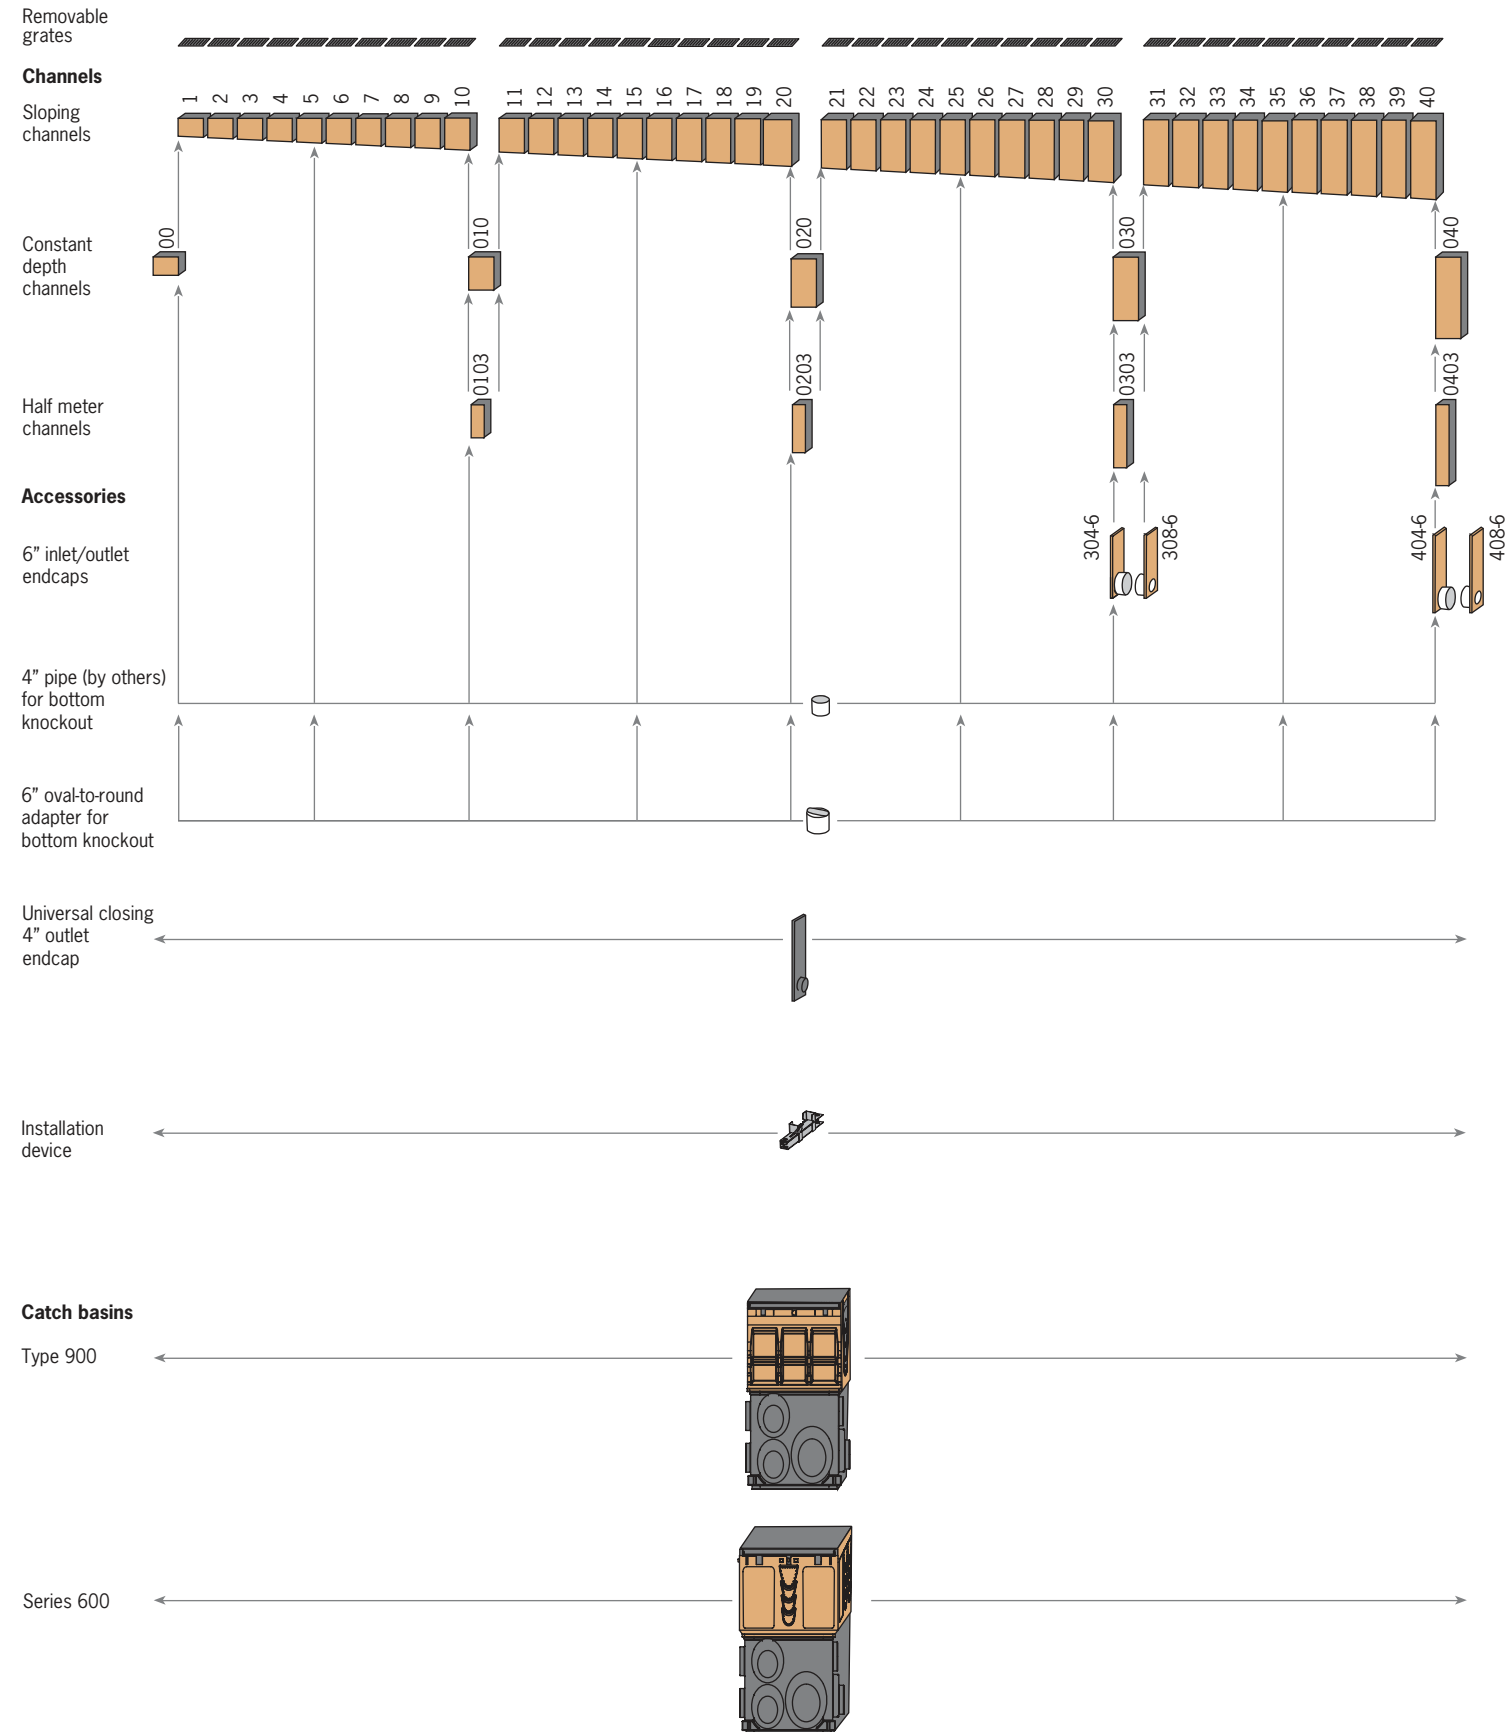 Removable
grates
Channels
Sloping
channels
1 2 3 4 5 6 7 8 9 10 11 12 13 14 15 16 17 18 19 20 21 22 23 24 25 26 27 28 29 30 31 32 33 34 35 36 37 38 39 40
Constant
depth
channels
00 010 020 030 040
Half meter
channels
0103 0203 0303 0403
Accessories
6” inlet/outlet
endcaps
304-6 308-6 404-6 408-6
4” pipe (by others)
for bottom
knockout
6” oval-to-round
adapter for
bottom knockout
Universal closing
4” outlet
endcap
Installation
device
Catch basins
Type 900
Series 600